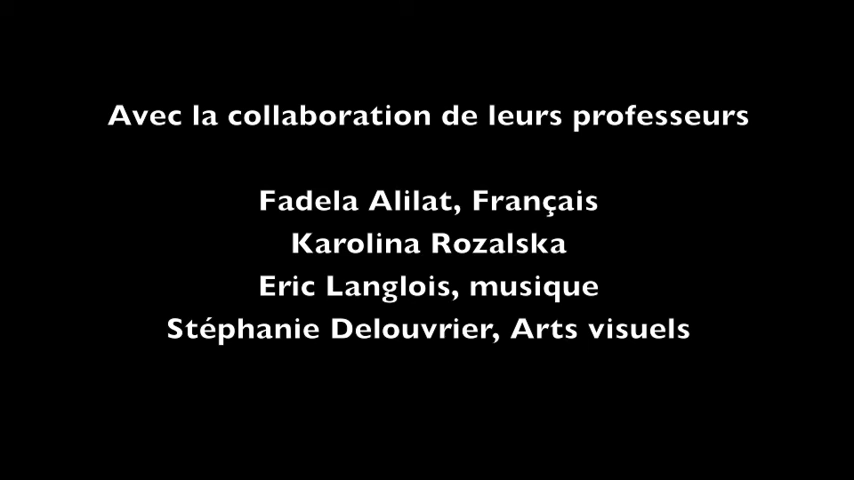 Avec la collaboration de leurs professeurs
Fadela Alilat, Français
Karolina Rozalska
Eric Langlois, musique
Stéphanie Delouvrier, Arts visuels